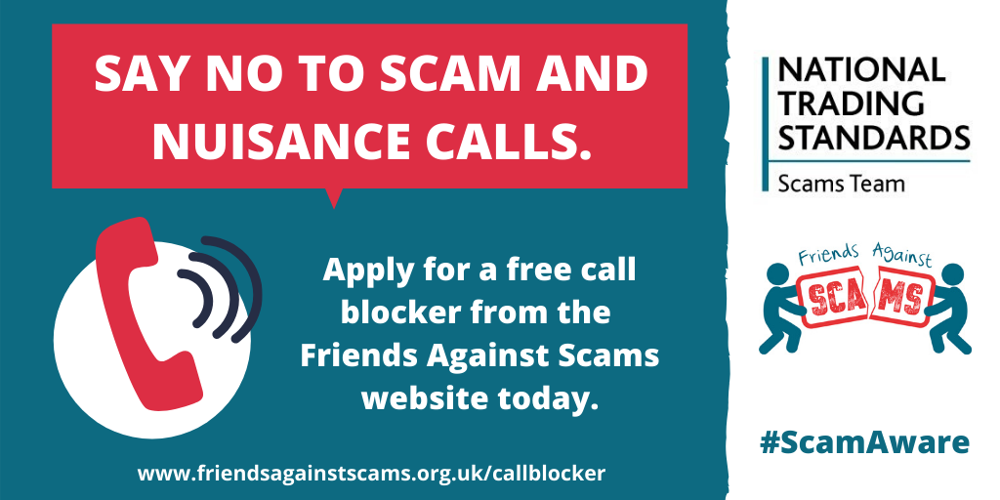 SAY NO TO SCAM AND
NUISANCE CALLS.
Apply for a free call
blocker from the
Friends Against Scams
website today.
www.friendsagainstscams.org.uk/callblocker
NATIONAL
TRADING
STANDARDS
Scams Team
Friends Against
SCAMS
#ScamAware